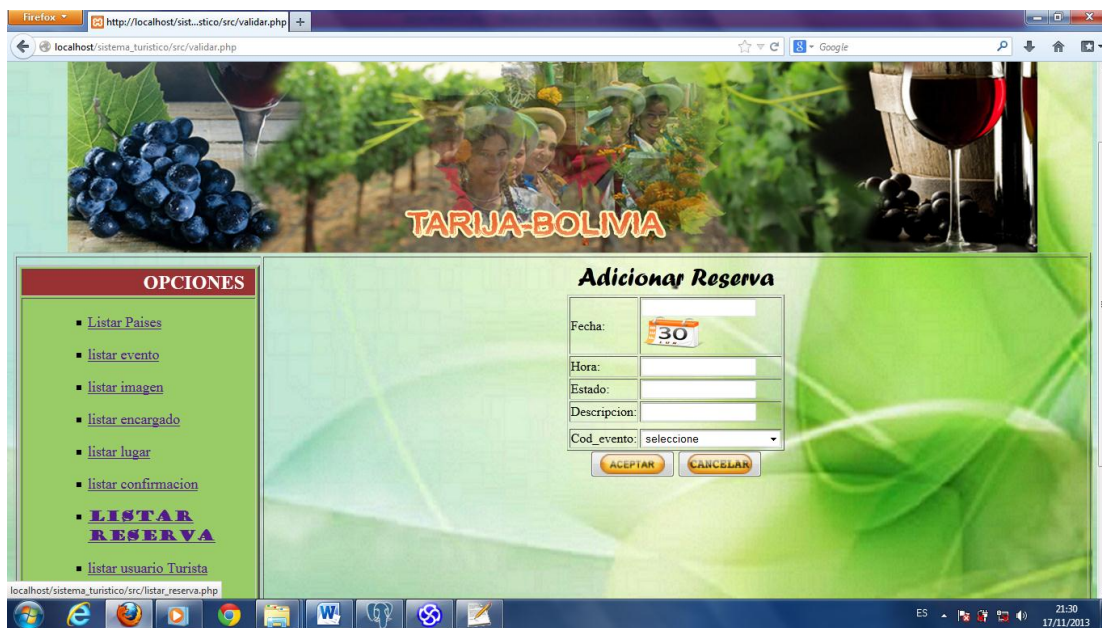 Firefox
http://localhost/sist...stico/src/validar.php
localhost/sistema_turistico/src/validar.php
Google
TARIJA-BOLIVIA
OPCIONES
Listar Paises
listar evento
listar imagen
listar encargado
listar lugar
listar confirmacion
LISTAR
RESERVA
listar usuario Turista
Adicionar Reserva
Fecha:
30
Hora:
Estado:
Descripcion:
Cod_evento: seleccione
ACEPTAR CANCELAR
localhost/sistema_turistico/src/listar_reserva.php
ES
21:30
17/11/2013